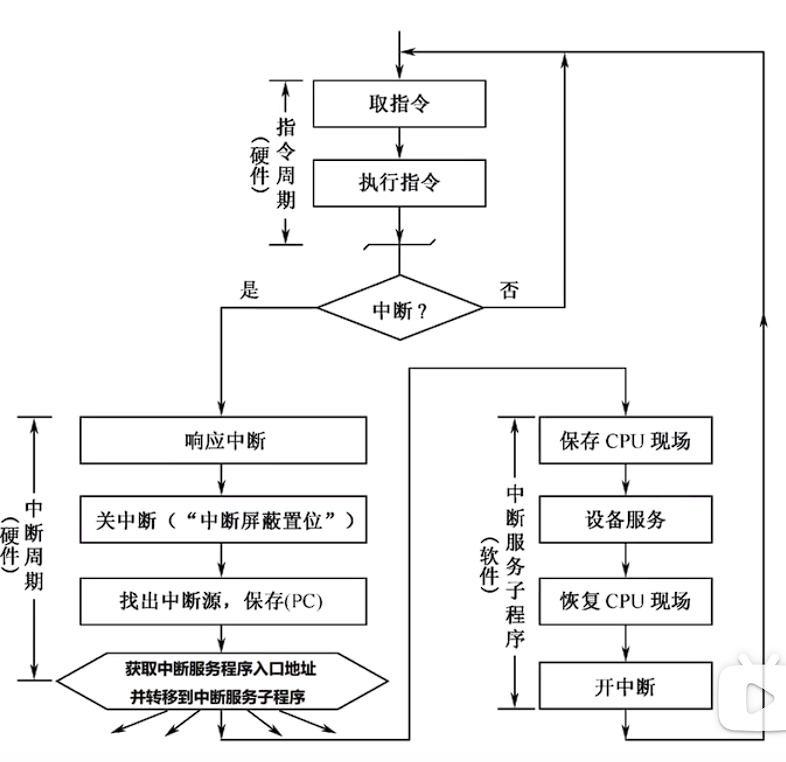 取指令
指令周期
(硬件)
执行指令
中断？
是
否
响应中断
关中断（“中断屏蔽置位”）
找出中断源，保存(PC)
获取中断服务程序入口地址
并转移到中断服务子程序
中断周期
(硬件)
保存 CPU 现场
设备服务
恢复 CPU 现场
开中断
中断服务子程序
(软件)